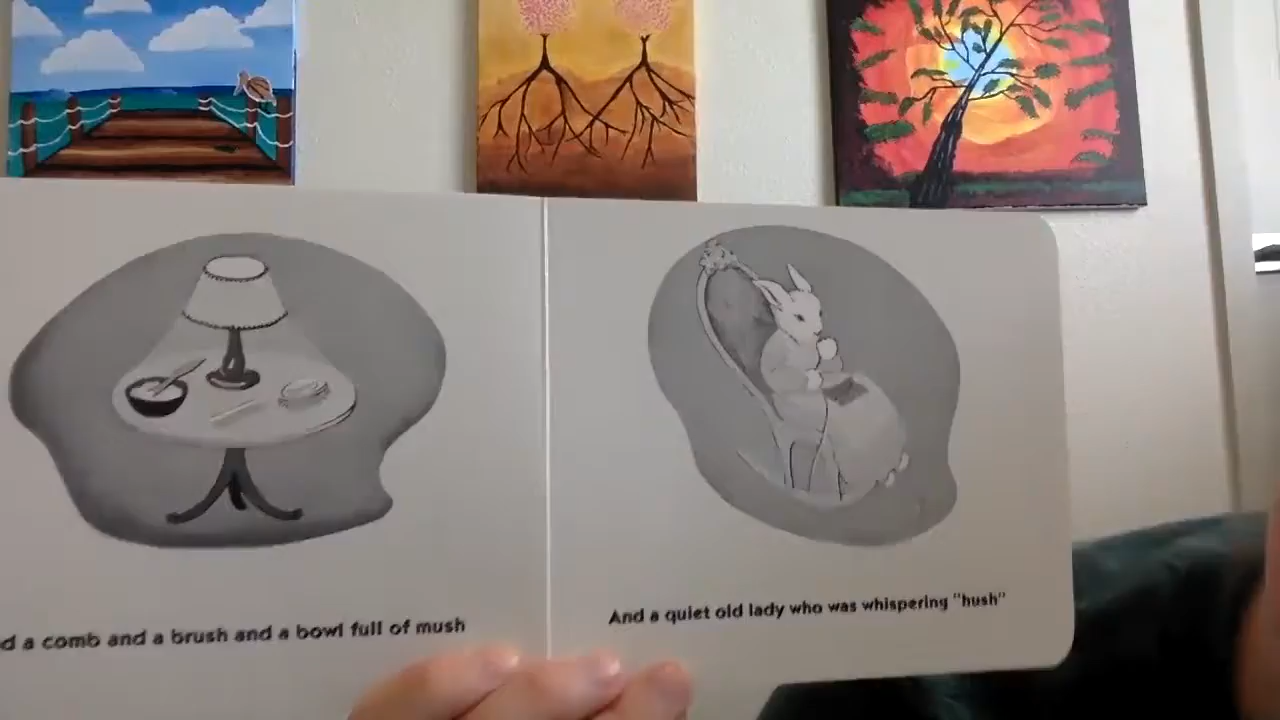 d a comb and a brush and a bowl full of mush
And a quiet old lady who was whispering "hush"